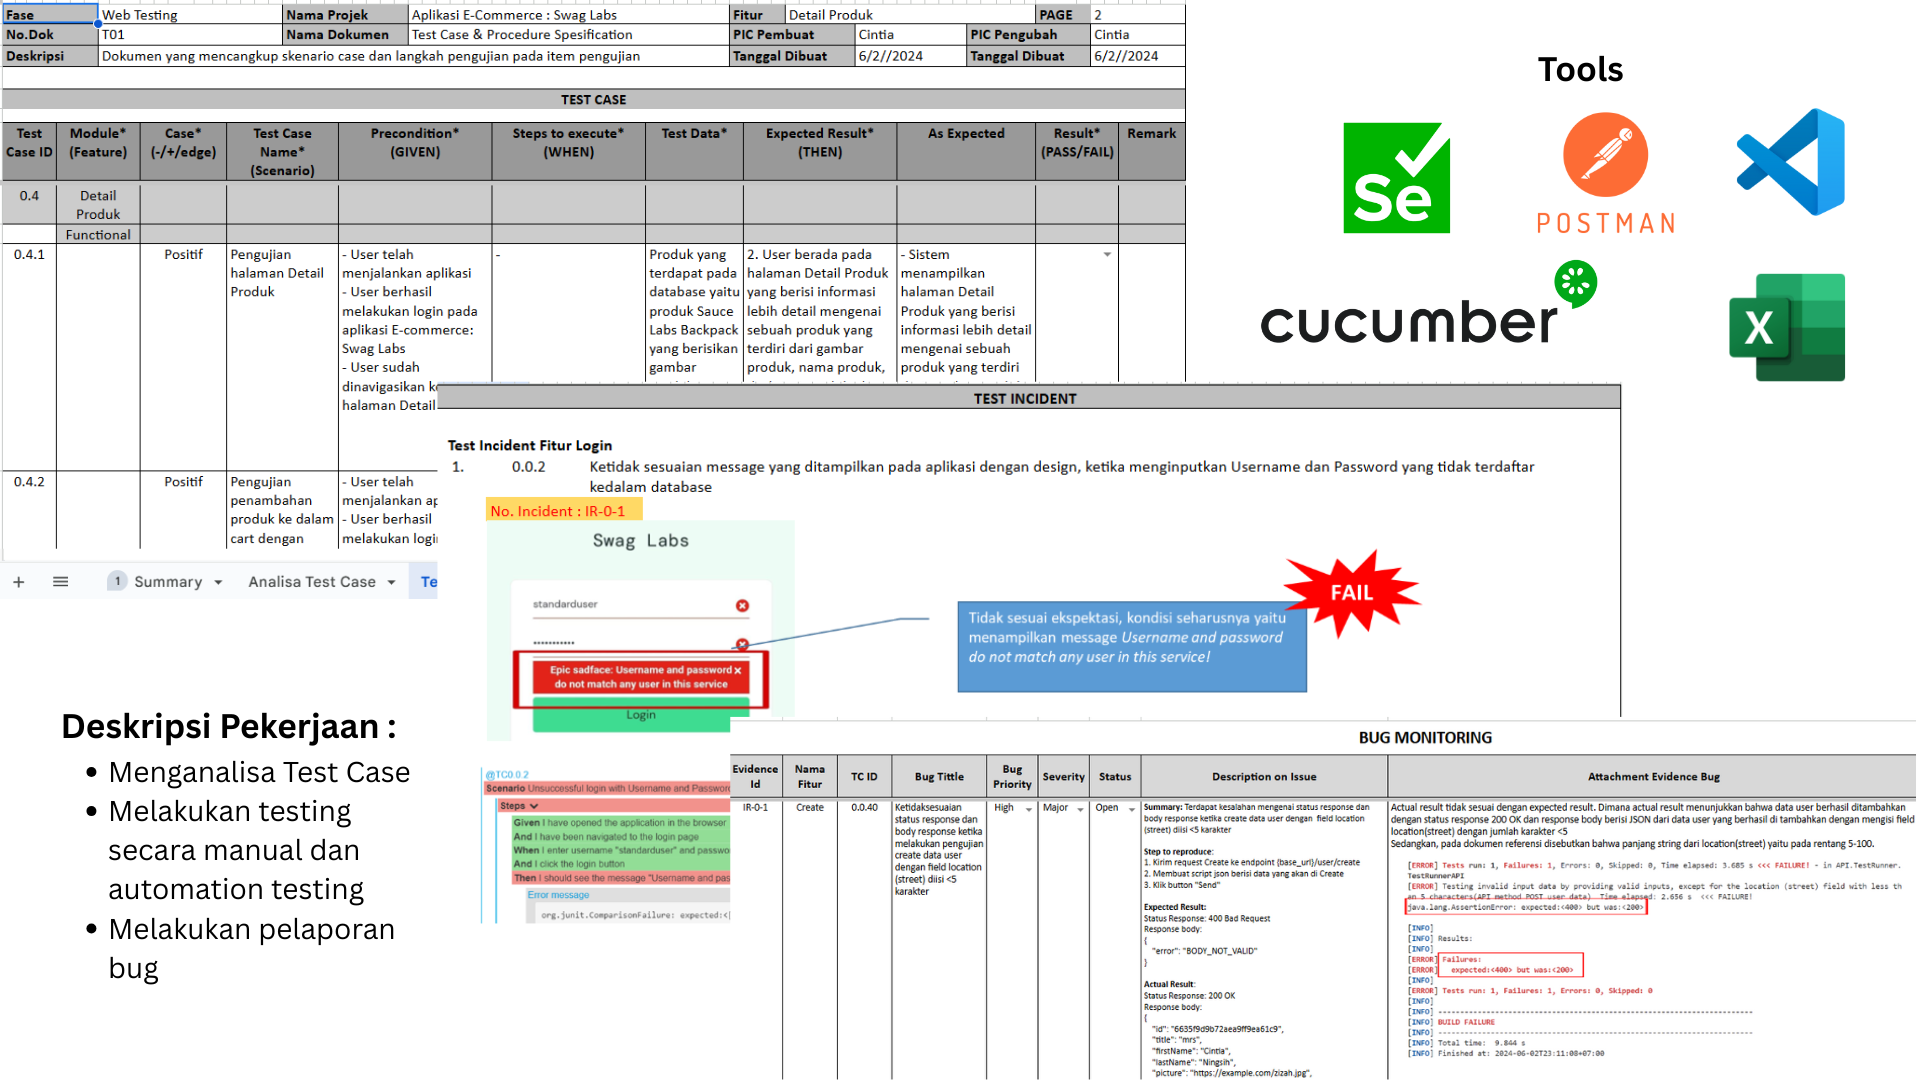 Fase Web Testing Nama Projek Aplikasi E-Commerce : Swag Labs Fitur Detail Produk PAGE 2
No.Dok T01 Nama Dokumen Test Case & Procedure Spesification PIC Pembuat Cintia PIC Pengubah Cintia
Deskripsi Dokumen yang mencangkup skenario case dan langkah pengujian pada item pengujian Tanggal Dibuat 6/2//2024 Tanggal Dibuat 6/2//2024
TEST CASE
Test Case ID
Module* (Feature)
Case* (-/+/edge)
Test Case Name* (Scenario)
Precondition* (GIVEN)
Steps to execute* (WHEN)
Test Data*
Expected Result* (THEN)
As Expected
Result* (PASS/FAIL)
Remark
0.4
Detail
Produk
Functional
0.4.1
Positif
Pengujian
halaman Detail
Produk
- User telah
menjalankan aplikasi
- User berhasil
melakukan login pada
aplikasi E-commerce:
Swag Labs
- User sudah
dinavigasikan
halaman Detail
-
Produk yang
terdapat pada
database yaitu
produk Sauce
Labs Backpack
yang berisikan
gambar
2. User berada pada
halaman Detail Produk
yang berisi informasi
lebih detail mengenai
sebuah produk yang
terdiri dari gambar
produk, nama produk,
- Sistem
menampilkan
halaman Detail
Produk yang berisi
informasi lebih detail
mengenai sebuah
produk yang terdiri
0.4.2
Positif
Pengujian
penambahan
produk ke dalam
cart dengan
- User telah
menjalankan ap
- User berhasil
melakukan logi
+ 1 Summary Analisa Test Case Te
Tools
Se
POSTMAN
cucumber
X
TEST INCIDENT
Test Incident Fitur Login
1. 0.0.2 Ketidak sesuaian message yang ditampilkan pada aplikasi dengan design, ketika menginputkan Username dan Password yang tidak terdaftar
kedalam database
No. Incident : IR-0-1
Swag Labs
standarduser
Epic sadface: Username and password
do not match any user in this service
Login
Tidak sesuai ekspektasi, kondisi seharusnya yaitu
menampilkan message Username and password
do not match any user in this service!
FAIL
@TC0.0.2
Scenario Unsuccessful login with Username and Password
Steps
Given I have opened the application in the browser
And I have been navigated to the login page
When I enter username "standarduser" and passwo
And I click the login button
Then I should see the message "Username and pas
Error message
org.junit.ComparisonFailure: expected:<[
Deskripsi Pekerjaan :
• Menganalisa Test Case
• Melakukan testing
secara manual dan
automation testing
• Melakukan pelaporan
bug
BUG MONITORING
Evidence Id
Nama Fitur
TC ID
Bug Tittle
Bug Priority
Severity
Status
Description on Issue
Attachment Evidence Bug
IR-0-1
Create
0.0.40
Ketidaksesuaian
status response dan
body response ketika
melakukan pengujian
create data user
dengan field location
(street) diisi <5
karakter
High
Major
Open
Summary: Terdapat kesalahan mengenai status response dan
body response ketika create data user dengan field location
(street) diisi <5 karakter
Step to reproduce:
1. Kirim request Create ke endpoint {base_url}/user/create
2. Membuat script json berisi data yang akan di Create
3. Klik button "Send"
Expected Result:
Status Response: 400 Bad Request
Response body:
{
"error": "BODY_NOT_VALID"
}
Actual Result:
Status Response: 200 OK
Response body:
{
"id": "6635f9d9b72aea9ff9ea61c9",
"title": "mrs",
"firstName": "Cintia",
"lastName": "Ningsih",
"picture": "https://example.com/zizah.jpg",
Actual result tidak sesuai dengan expected result. Dimana actual result menunjukkan bahwa data user berhasil ditambahkan
dengan status response 200 OK dan response body berisi JSON dari data user yang berhasil di tambahkan dengan mengisi field
location(street) dengan jumlah karakter <5
Sedangkan, pada dokumen referensi disebutkan bahwa panjang string dari location(street) yaitu pada rentang 5-100.
[ERROR] Tests run: 1, Failures: 1, Errors: 0, Skipped: 0, Time elapsed: 3.685 s <<< FAILURE! - in API.TestRunner.
TestRunnerAPI
[ERROR] Testing invalid input data by providing valid inputs, except for the location (street) field with less th
an 5 characters(API method POST user data) Time elapsed: 2.656 s <<< FAILURE!
java.lang.AssertionError: expected:<400> but was:<200>
[INFO]
[INFO] Results:
[INFO]
[ERROR] Failures:
[ERROR] expected:<400> but was:<200>
[INFO]
[ERROR] Tests run: 1, Failures: 1, Errors: 0, Skipped: 0
[INFO]
[INFO] ------------------------------------------------------------------------
[INFO] BUILD FAILURE
[INFO] ------------------------------------------------------------------------
[INFO] Total time: 9.844 s
[INFO] Finished at: 2024-06-02T23:11:08+07:00